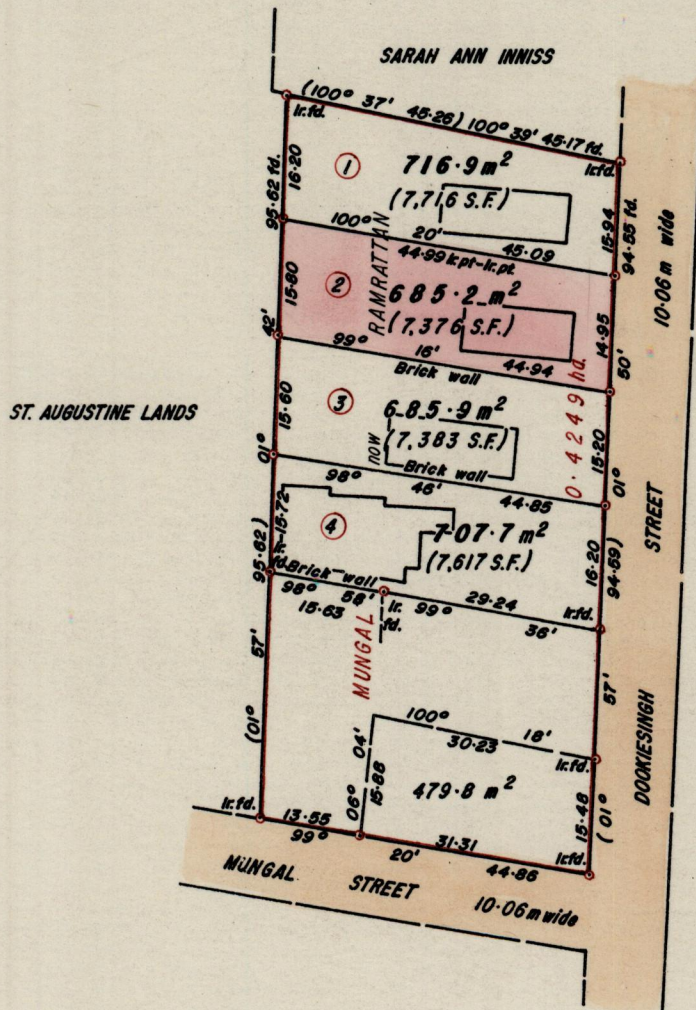 SARAH ANN INNISS
(100° 37' 45·26) 100° 39' 45·17 fd.
Ir.fd.
Ir.fd.
1
716·9 m²
(7,716 S.F.)
16·20
95·62 fd.
15·94
94·55 fd.
10·06 m wide
100° 20' 45·09
44·99 Ir.pt-Ir.pt.
RAMRATTAN
2
685·2 m²
(7,376 S.F.)
15·80
42'
14·95
50'
99° 16' 44·94
Brick wall
0·4249 ha.
ST. AUGUSTINE LANDS
3
685·9 m²
(7,383 S.F.)
now
15·60
01°
15·20
01°
Brick wall
98° 46' 44·85
STREET
4
707·7 m²
(7,617 S.F.)
15·72
fd.
95·62)
16·20
94·59)
Brick wall
98° 58'
15·63
Ir.
fd.
99° 29·24 36'
Ir.fd.
MUNGAL
57'
(01°
57'
(01°
DOOKIESINGH
100° 18'
30·23
Ir.fd.
04'
06°
15·88
479·8 m²
15·48
Ir.fd.
Ir.fd.
13·55
99° 20'
31·31
44·86
MUNGAL STREET
10·06 m wide